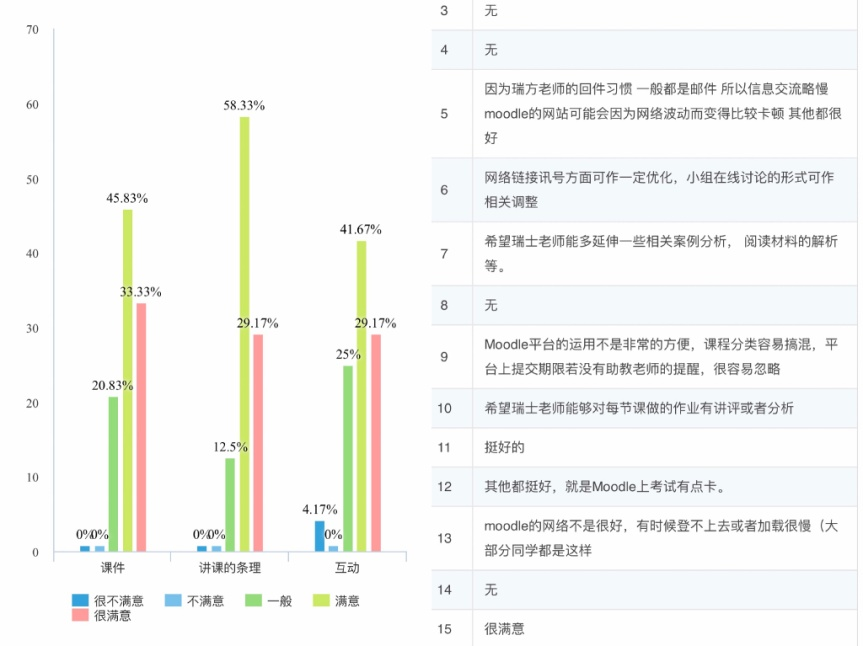 70
60
50
40
30
20
10
0
45.83%
33.33%
20.83%
0%
0%
58.33%
29.17%
12.5%
0%
0%
41.67%
29.17%
25%
4.17%
0%
课件
讲课的条理
互动
很不满意
不满意
一般
满意
很满意
3 无
4 无
5 因为瑞方老师的回件习惯 一般都是邮件 所以信息交流略慢
moodle的网站可能会因为网络波动而变得比较卡顿 其他都很
好
6 网络链接讯号方面可作一定优化，小组在线讨论的形式可作
相关调整
7 希望瑞士老师能多延伸一些相关案例分析， 阅读材料的解析
等。
8 无
9 Moodle平台的运用不是非常的方便，课程分类容易搞混，平
台上提交期限若没有助教老师的提醒，很容易忽略
10 希望瑞士老师能够对每节课做的作业有讲评或者分析
11 挺好的
12 其他都挺好，就是Moodle上考试有点卡。
13 moodle的网络不是很好，有时候登不上去或者加载很慢（大
部分同学都是这样
14 无
15 很满意